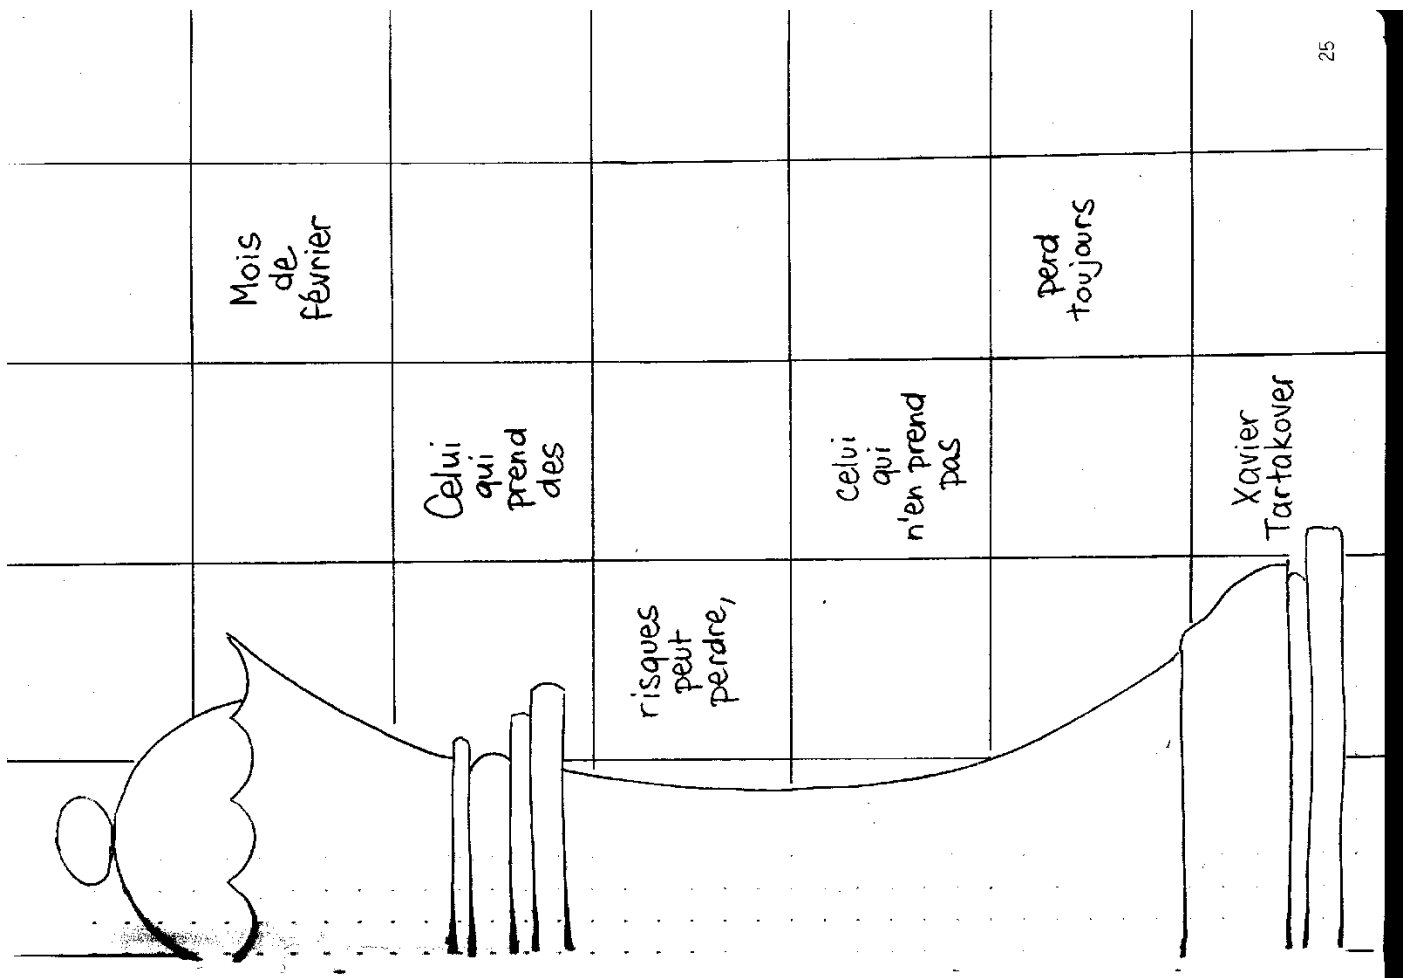 25
Mois
de
février
Celui
qui
prend
des
risques
peut
perdre,
celui
qui
n'en prend
pas
perd
toujours
Xavier
Tartakover